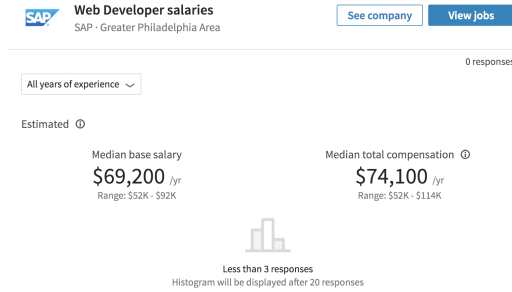 SAP
Web Developer salaries
SAP · Greater Philadelphia Area
See company
View jobs
0 responses
All years of experience
Estimated
Median base salary
$69,200 /yr
Range: $52K - $92K
Median total compensation
$74,100 /yr
Range: $52K - $114K
Less than 3 responses
Histogram will be displayed after 20 responses